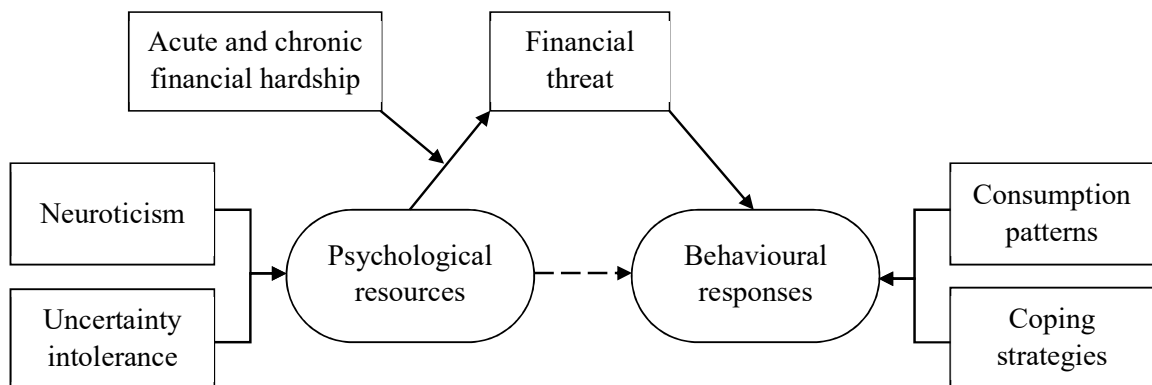 Acute and chronic
financial hardship
Financial
threat
Neuroticism
Uncertainty
intolerance
Psychological
resources
Behavioural
responses
Consumption
patterns
Coping
strategies